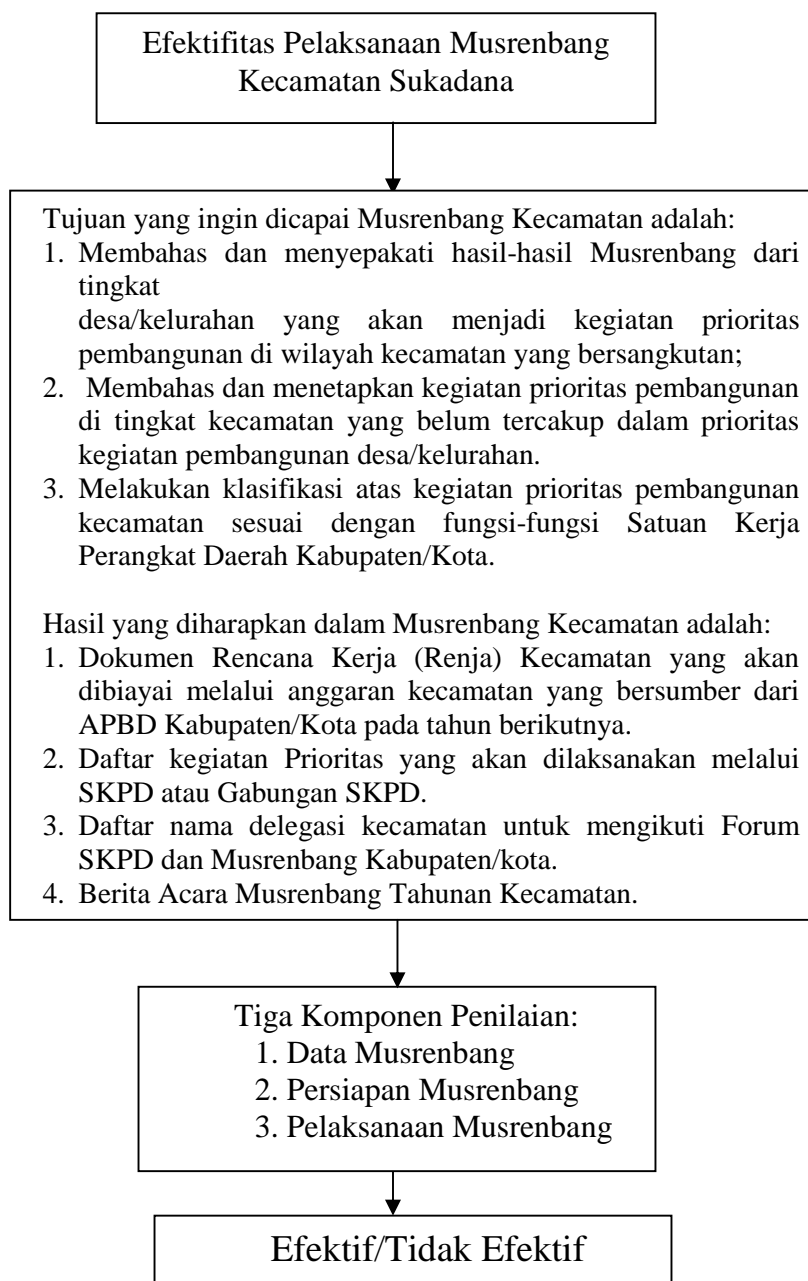 Efektifitas Pelaksanaan Musrenbang
Kecamatan Sukadana
Tujuan yang ingin dicapai Musrenbang Kecamatan adalah:
1. Membahas dan menyepakati hasil-hasil Musrenbang dari
tingkat
desa/kelurahan yang akan menjadi kegiatan prioritas
pembangunan di wilayah kecamatan yang bersangkutan;
2. Membahas dan menetapkan kegiatan prioritas pembangunan
di tingkat kecamatan yang belum tercakup dalam prioritas
kegiatan pembangunan desa/kelurahan.
3. Melakukan klasifikasi atas kegiatan prioritas pembangunan
kecamatan sesuai dengan fungsi-fungsi Satuan Kerja
Perangkat Daerah Kabupaten/Kota.
Hasil yang diharapkan dalam Musrenbang Kecamatan adalah:
1. Dokumen Rencana Kerja (Renja) Kecamatan yang akan
dibiayai melalui anggaran kecamatan yang bersumber dari
APBD Kabupaten/Kota pada tahun berikutnya.
2. Daftar kegiatan Prioritas yang akan dilaksanakan melalui
SKPD atau Gabungan SKPD.
3. Daftar nama delegasi kecamatan untuk mengikuti Forum
SKPD dan Musrenbang Kabupaten/kota.
4. Berita Acara Musrenbang Tahunan Kecamatan.
Tiga Komponen Penilaian:
1. Data Musrenbang
2. Persiapan Musrenbang
3. Pelaksanaan Musrenbang
Efektif/Tidak Efektif